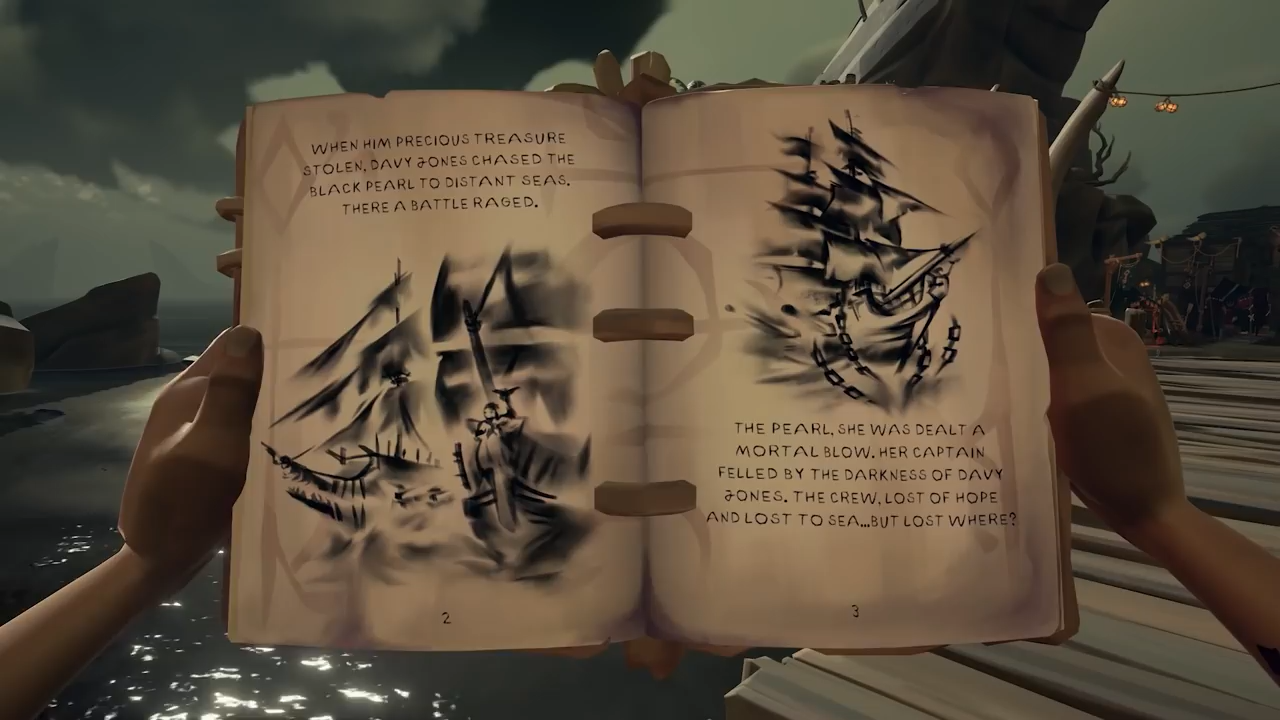 WHEN HIM PRECIOUS TREASURE
STOLEN, DAVY JONES CHASED THE
BLACK PEARL TO DISTANT SEAS.
THERE A BATTLE RAGED.
2
THE PEARL, SHE WAS DEALT A
MORTAL BLOW. HER CAPTAIN
FELLED BY THE DARKNESS OF DAVY
JONES. THE CREW, LOST OF HOPE
AND LOST TO SEA...BUT LOST WHERE?
3